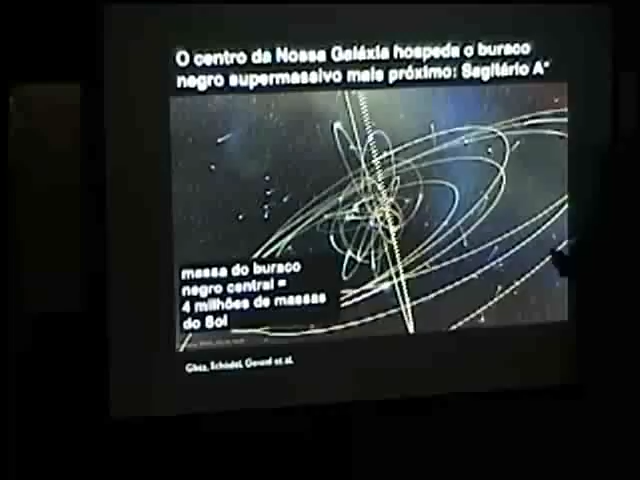 O centro da Nossa Galáxia hospeda o buraco
negro supermassivo mais próximo: Sagitário A*
massa do buraco
negro central =
4 milhões de massas
do Sol
Ghez, Schödel, Genzel et al.